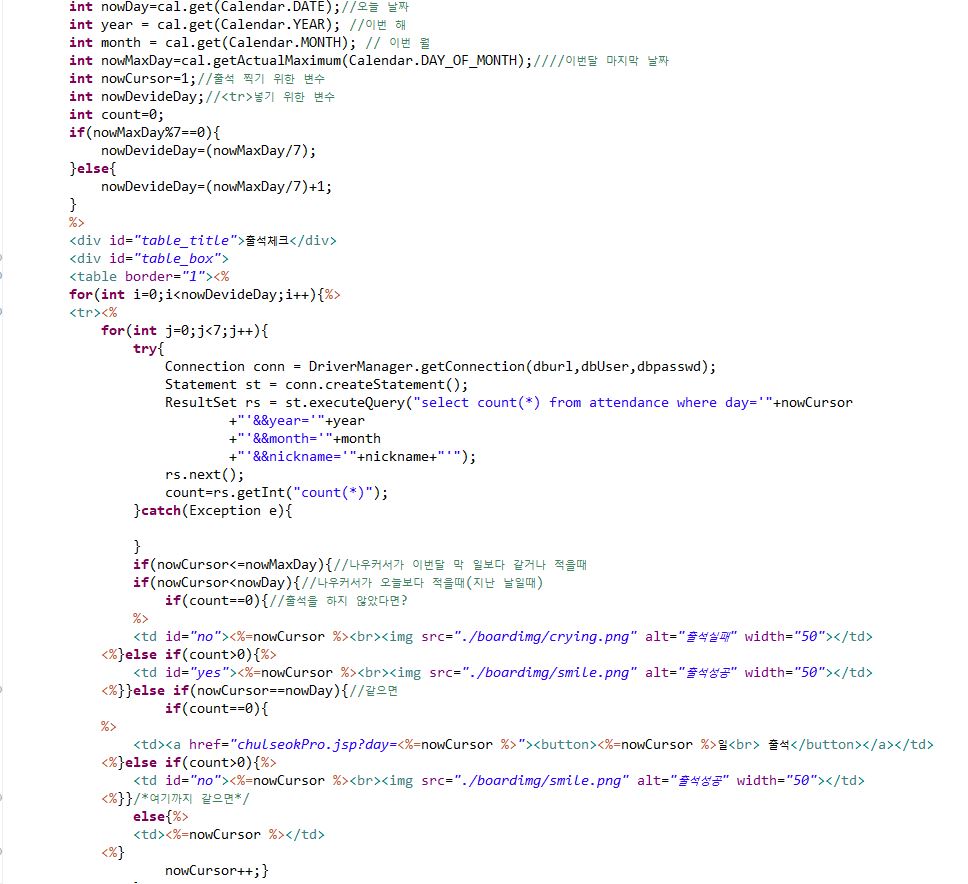 int nowDay=cal.get(Calendar.DATE);//오늘 날짜
int year = cal.get(Calendar.YEAR); //이번 해
int month = cal.get(Calendar.MONTH); // 이번 월
int nowMaxDay=cal.getActualMaximum(Calendar.DAY_OF_MONTH);////이번달 마지막 날짜
int nowCursor=1;//출석 찍기 위한 변수
int nowDevideDay;//<tr>넣기 위한 변수
int count=0;
if(nowMaxDay%7==0){
nowDevideDay=(nowMaxDay/7);
}else{
nowDevideDay=(nowMaxDay/7)+1;
}
%>
<div id="table_title">출석체크</div>
<div id="table_box">
<table border="1"><%
for(int i=0;i<nowDevideDay;i++){%>
<tr><%
for(int j=0;j<7;j++){
try{
Connection conn = DriverManager.getConnection(dburl,dbUser,dbpasswd);
Statement st = conn.createStatement();
ResultSet rs = st.executeQuery("select count(*) from attendance where day='"+nowCursor
+"'&&year='"+year
+"'&&month='"+month
+"'&&nickname='"+nickname+"'");
rs.next();
count=rs.getInt("count(*)");
}catch(Exception e){
}
if(nowCursor<=nowMaxDay){//나우커서가 이번달 막 일보다 같거나 적을때
if(nowCursor<nowDay){//나우커서가 오늘보다 적을때(지난 날일때)
if(count==0){//출석을 하지 않았다면?
%>
<td id="no"><%=nowCursor %><br><img src="./boardimg/crying.png" alt="출석실패" width="50"></td>
<%}else if(count>0){%>
<td id="yes"><%=nowCursor %><br><img src="./boardimg/smile.png" alt="출석성공" width="50"></td>
<%}}else if(nowCursor==nowDay){//같으면
if(count==0){
%>
<td><a href="chulseokPro.jsp?day=<%=nowCursor %>"><button><%=nowCursor %>일<br> 출석</button></a></td>
<%}else if(count>0){%>
<td id="no"><%=nowCursor %><br><img src="./boardimg/smile.png" alt="출석성공" width="50"></td>
<%}}/*여기까지 같으면*/
else{%>
<td><%=nowCursor %></td>
<%}
nowCursor++;}